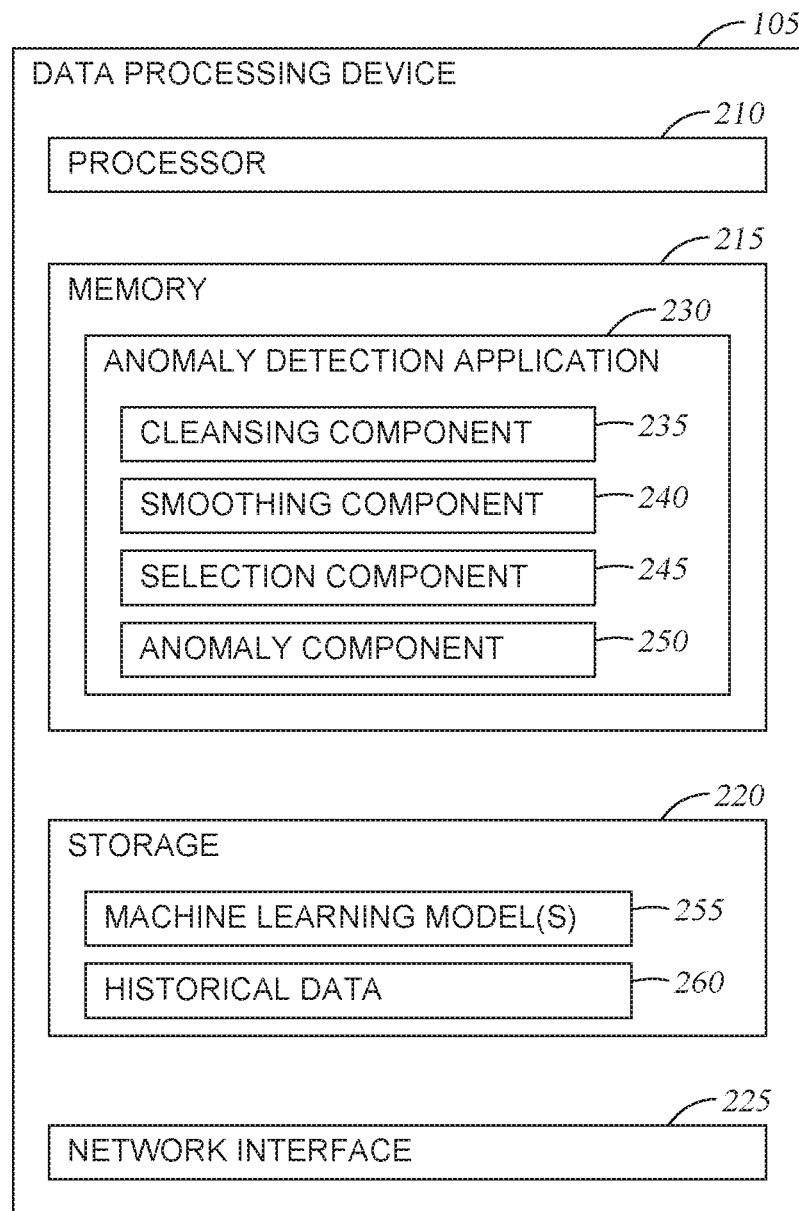 105
DATA PROCESSING DEVICE
210
PROCESSOR
215
MEMORY
230
ANOMALY DETECTION APPLICATION
CLEANSING COMPONENT 235
SMOOTHING COMPONENT 240
SELECTION COMPONENT 245
ANOMALY COMPONENT 250
220
STORAGE
MACHINE LEARNING MODEL(S) 255
HISTORICAL DATA 260
225
NETWORK INTERFACE